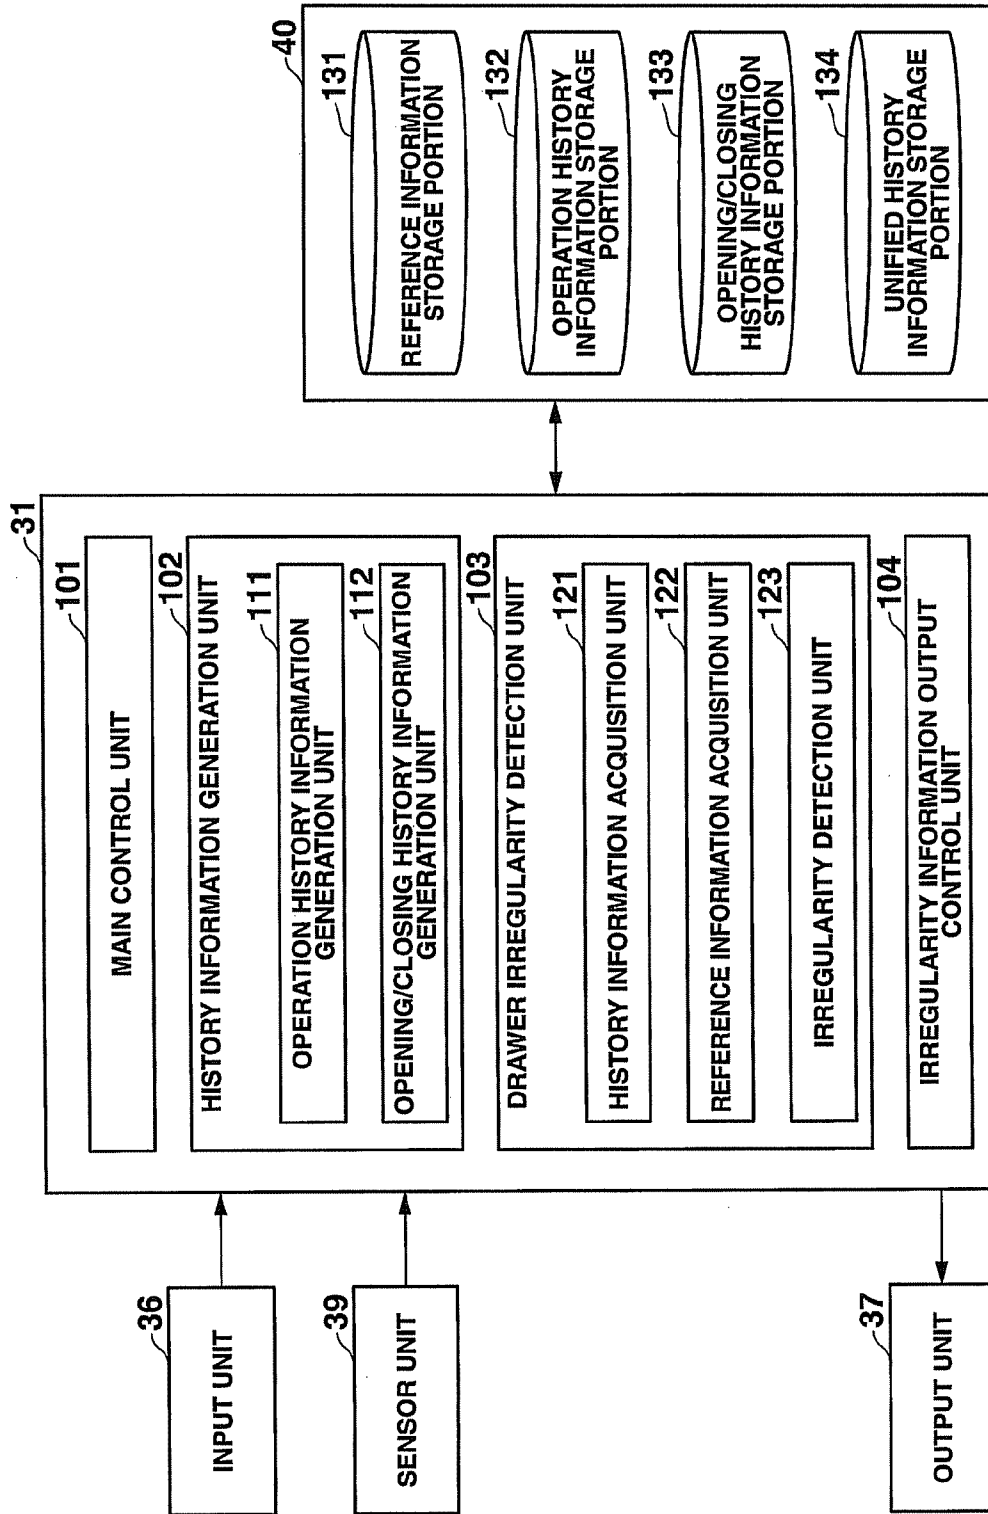 36
INPUT UNIT
39
SENSOR UNIT
37
OUTPUT UNIT
31
101
MAIN CONTROL UNIT
102
HISTORY INFORMATION GENERATION UNIT
111
OPERATION HISTORY INFORMATION
GENERATION UNIT
112
OPENING/CLOSING HISTORY INFORMATION
GENERATION UNIT
103
DRAWER IRREGULARITY DETECTION UNIT
121
HISTORY INFORMATION ACQUISITION UNIT
122
REFERENCE INFORMATION ACQUISITION UNIT
123
IRREGULARITY DETECTION UNIT
104
IRREGULARITY INFORMATION OUTPUT
CONTROL UNIT
40
131
REFERENCE INFORMATION
STORAGE PORTION
132
OPERATION HISTORY
INFORMATION STORAGE
PORTION
133
OPENING/CLOSING
HISTORY INFORMATION
STORAGE PORTION
134
UNIFIED HISTORY
INFORMATION STORAGE
PORTION